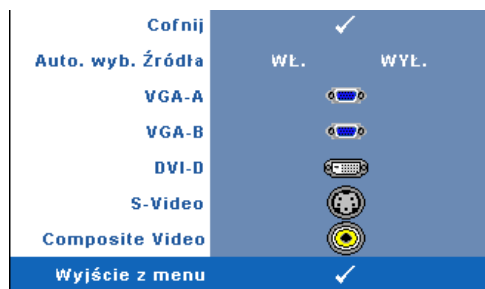 Cofnij
Auto. wyb. Źródła WŁ. WYŁ.
VGA-A
VGA-B
DVI-D
S-Video
Composite Video
Wyjście z menu